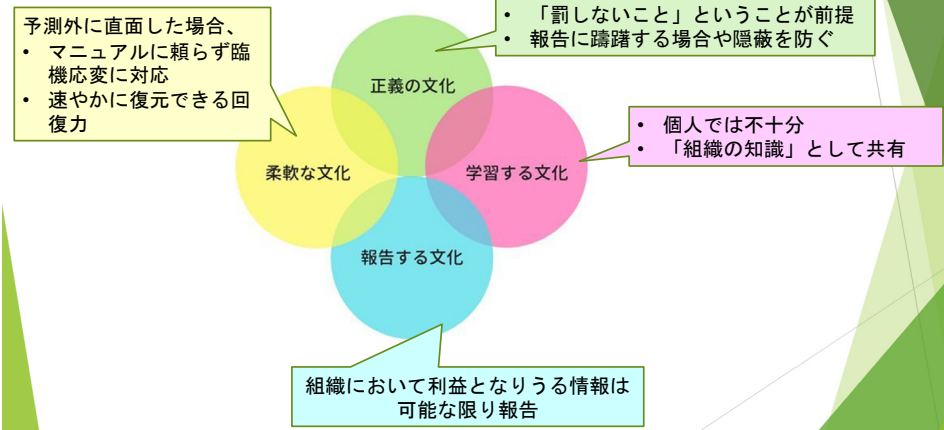 予測外に直面した場合、
• マニュアルに頼らず臨
機応変に対応
• 速やかに復元できる回
復力
• 「罰しないこと」ということが前提
• 報告に躊躇する場合や隠蔽を防ぐ
正義の文化
• 個人では不十分
• 「組織の知識」として共有
柔軟な文化
学習する文化
報告する文化
組織において利益となりうる情報は
可能な限り報告